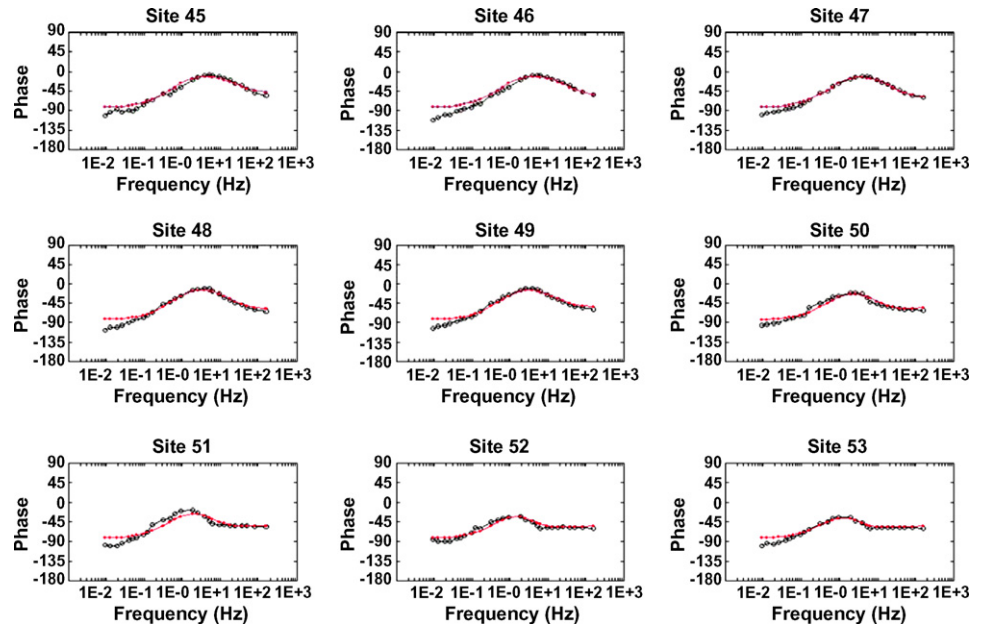 Site 45
90
45
0
-45
-90
-135
-180
Phase
1E-2 1E-1 1E-0 1E+1 1E+2 1E+3
Frequency (Hz)
Site 46
90
45
0
-45
-90
-135
-180
Phase
1E-2 1E-1 1E-0 1E+1 1E+2 1E+3
Frequency (Hz)
Site 47
90
45
0
-45
-90
-135
-180
Phase
1E-2 1E-1 1E-0 1E+1 1E+2 1E+3
Frequency (Hz)
Site 48
90
45
0
-45
-90
-135
-180
Phase
1E-2 1E-1 1E-0 1E+1 1E+2 1E+3
Frequency (Hz)
Site 49
90
45
0
-45
-90
-135
-180
Phase
1E-2 1E-1 1E-0 1E+1 1E+2 1E+3
Frequency (Hz)
Site 50
90
45
0
-45
-90
-135
-180
Phase
1E-2 1E-1 1E-0 1E+1 1E+2 1E+3
Frequency (Hz)
Site 51
90
45
0
-45
-90
-135
-180
Phase
1E-2 1E-1 1E-0 1E+1 1E+2 1E+3
Frequency (Hz)
Site 52
90
45
0
-45
-90
-135
-180
Phase
1E-2 1E-1 1E-0 1E+1 1E+2 1E+3
Frequency (Hz)
Site 53
90
45
0
-45
-90
-135
-180
Phase
1E-2 1E-1 1E-0 1E+1 1E+2 1E+3
Frequency (Hz)